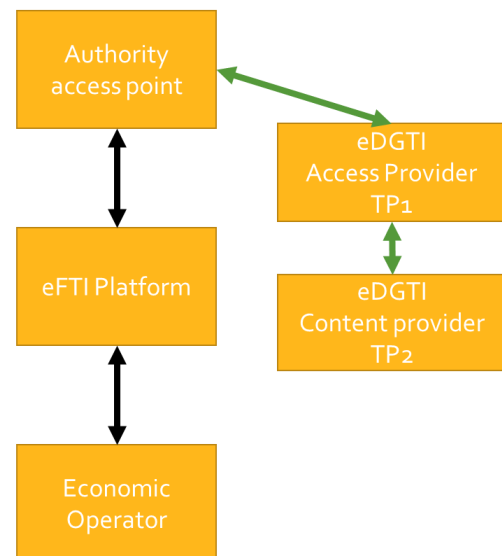 Authority
access point
eDGTI
Access Provider
TP1
eFTI Platform
eDGTI
Content provider
TP2
Economic
Operator